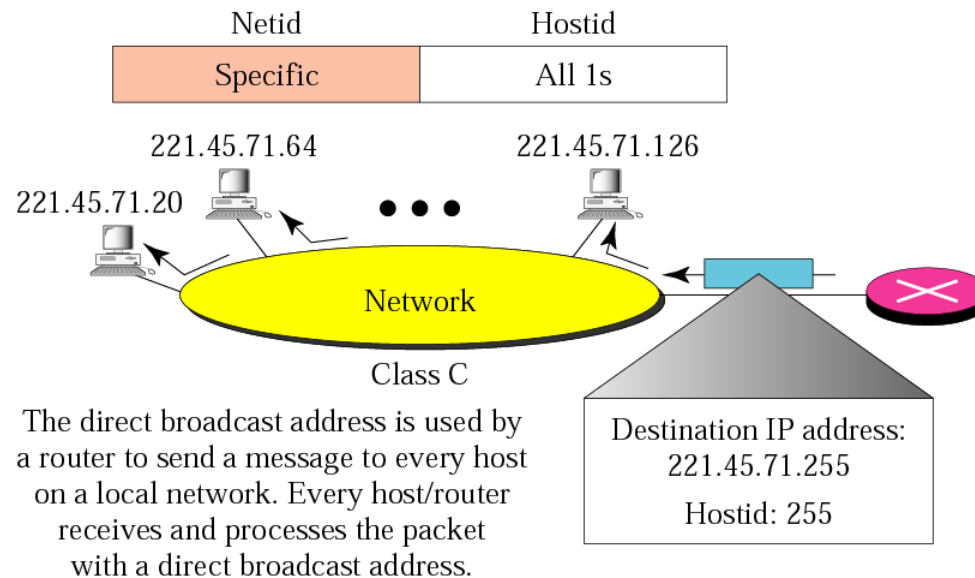 Netid
Hostid
Specific
All 1s
221.45.71.64
221.45.71.126
221.45.71.20
Network
Class C
The direct broadcast address is used by
a router to send a message to every host
on a local network. Every host/router
receives and processes the packet
with a direct broadcast address.
Destination IP address:
221.45.71.255
Hostid: 255